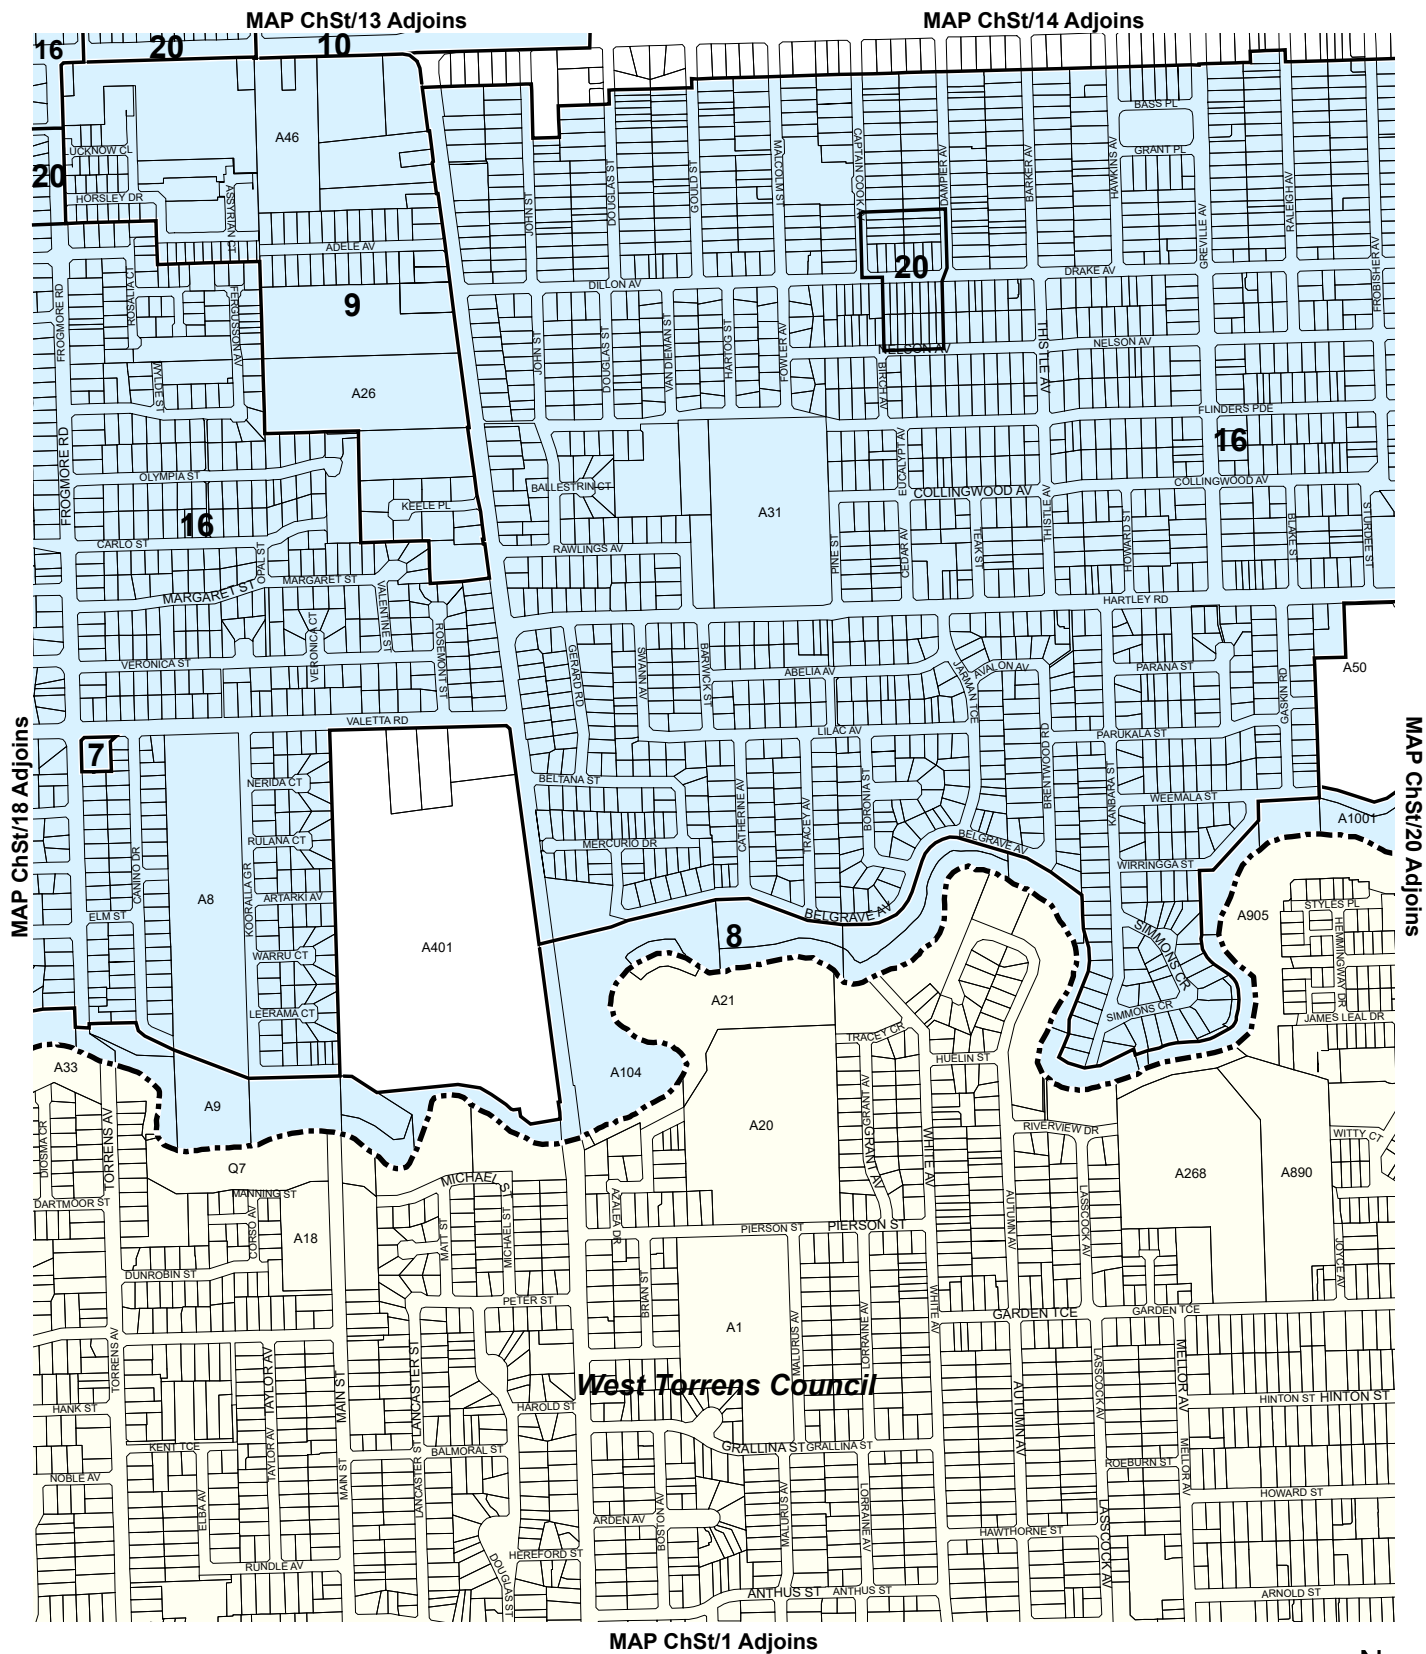 MAP ChSt/13 Adjoins
MAP ChSt/14 Adjoins
16
20
10
BASS PL
A46
CAPTAIN COOK AV
UCKNOW CL
GRANT PL
MALCOLM ST
DAMPIER AV
BARKER AV
HAWKINS AV
20
DOUGLAS ST
GOULD ST
RALEIGH AV
HORSLEY DR
ASSYRIAN CT
JOHN ST
GREVILLE AV
ADELE AV
FROBISHER AV
20
DRAKE AV
ROSALIA CT
DILLON AV
FROGMORE RD
9
FERGUSSON AV
JOHN ST
DOUGLAS ST
VAN DIEMAN ST
HARTOG ST
FOWLER AV
NELSON AV
THISTLE AV
NELSON AV
WYLDE ST
BIRCH AV
A26
FLINDERS PDE
16
FROGMORE RD
EUCALYPT AV
OLYMPIA ST
BALLESTRIN CT
COLLINGWOOD AV
COLLINGWOOD AV
KEELE PL
A31
THISTLE AV
16
HOWARD ST
BLAKE ST
STURDEE ST
CARLO ST
OPAL ST
RAWLINGS AV
PINE ST
CEDAR AV
TEAK ST
MARGARET ST
MARGARET ST
VALENTINE ST
HARTLEY RD
VERONICA CT
ROSEMONT ST
GERARD RD
SWANN AV
BARWICK ST
VERONICA ST
ABELIA AV
JARMAN TCE
AVALON AV
PARANA ST
A50
GASKIN RD
VALETTA RD
LILAC AV
BRENTWOOD RD
PARUKALA ST
MAP ChSt/18 Adjoins
MAP ChSt/20 Adjoins
7
NERIDA CT
BELTANA ST
CATHERINE AV
TRACEY AV
BORONIA ST
KANBARA ST
WEEMALA ST
A1001
RULANA CT
MERCURIO DR
BELGRAVE AV
CANINO DR
KOORALLA GR
WIRRINGGA ST
A8
ARTARKI AV
STYLES PL
ELM ST
BELGRAVE AV
A905
A401
8
SIMMONS CR
HEMMINGWAY DR
WARRU CT
A21
LEERAMA CT
SIMMONS CR
JAMES LEAL DR
TRACEY CR
A33
HUELIN ST
A104
A9
DIOSMA CR
TORRENS AV
A20
GRANT AV
GRANT AV
WHITE AV
RIVERVIEW DR
WITTY CT
Q7
MICHAEL ST
A268
A890
MANNING ST
DARTMOOR ST
AZALEA DR
AUTUMN AV
LASSCOCK AV
CORSO AV
MATT ST
MICHAEL ST
PIERSON ST
PIERSON ST
A18
JOYCE AV
DUNROBIN ST
BRIAN ST
PETER ST
WHITE AV
GARDEN TCE
GARDEN TCE
A1
MALURUS AV
LORRAINE AV
TORRENS AV
TAYLOR AV
MAIN ST
LANCASTER ST
LASSCOCK AV
MELLOR AV
West Torrens Council
AUTUMN AV
HINTON ST
HINTON ST
HANK ST
HAROLD ST
KENT TCE
TAYLOR AV
BALMORAL ST
GRALLINA ST
GRALLINA ST
NOBLE AV
MAIN ST
LANCASTER ST
ROEBURN ST
MELLOR AV
HOWARD ST
ELBA AV
ARDEN AV
BOSTON AV
MALURUS AV
LORRAINE AV
HAWTHORNE ST
LASSCOCK AV
RUNDLE AV
HEREFORD ST
DOUGLAS ST
ANTHUS ST
ANTHUS ST
ARNOLD ST
MAP ChSt/1 Adjoins